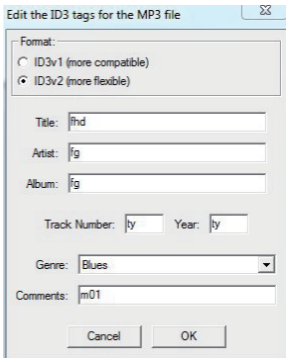 Edit the ID3 tags for the MP3 file
Format:
ID3v1 (more compatible)
ID3v2 (more flexible)
Title: fhd
Artist: fg
Album: fg
Track Number: ty Year: ty
Genre: Blues
Comments: m01
Cancel OK